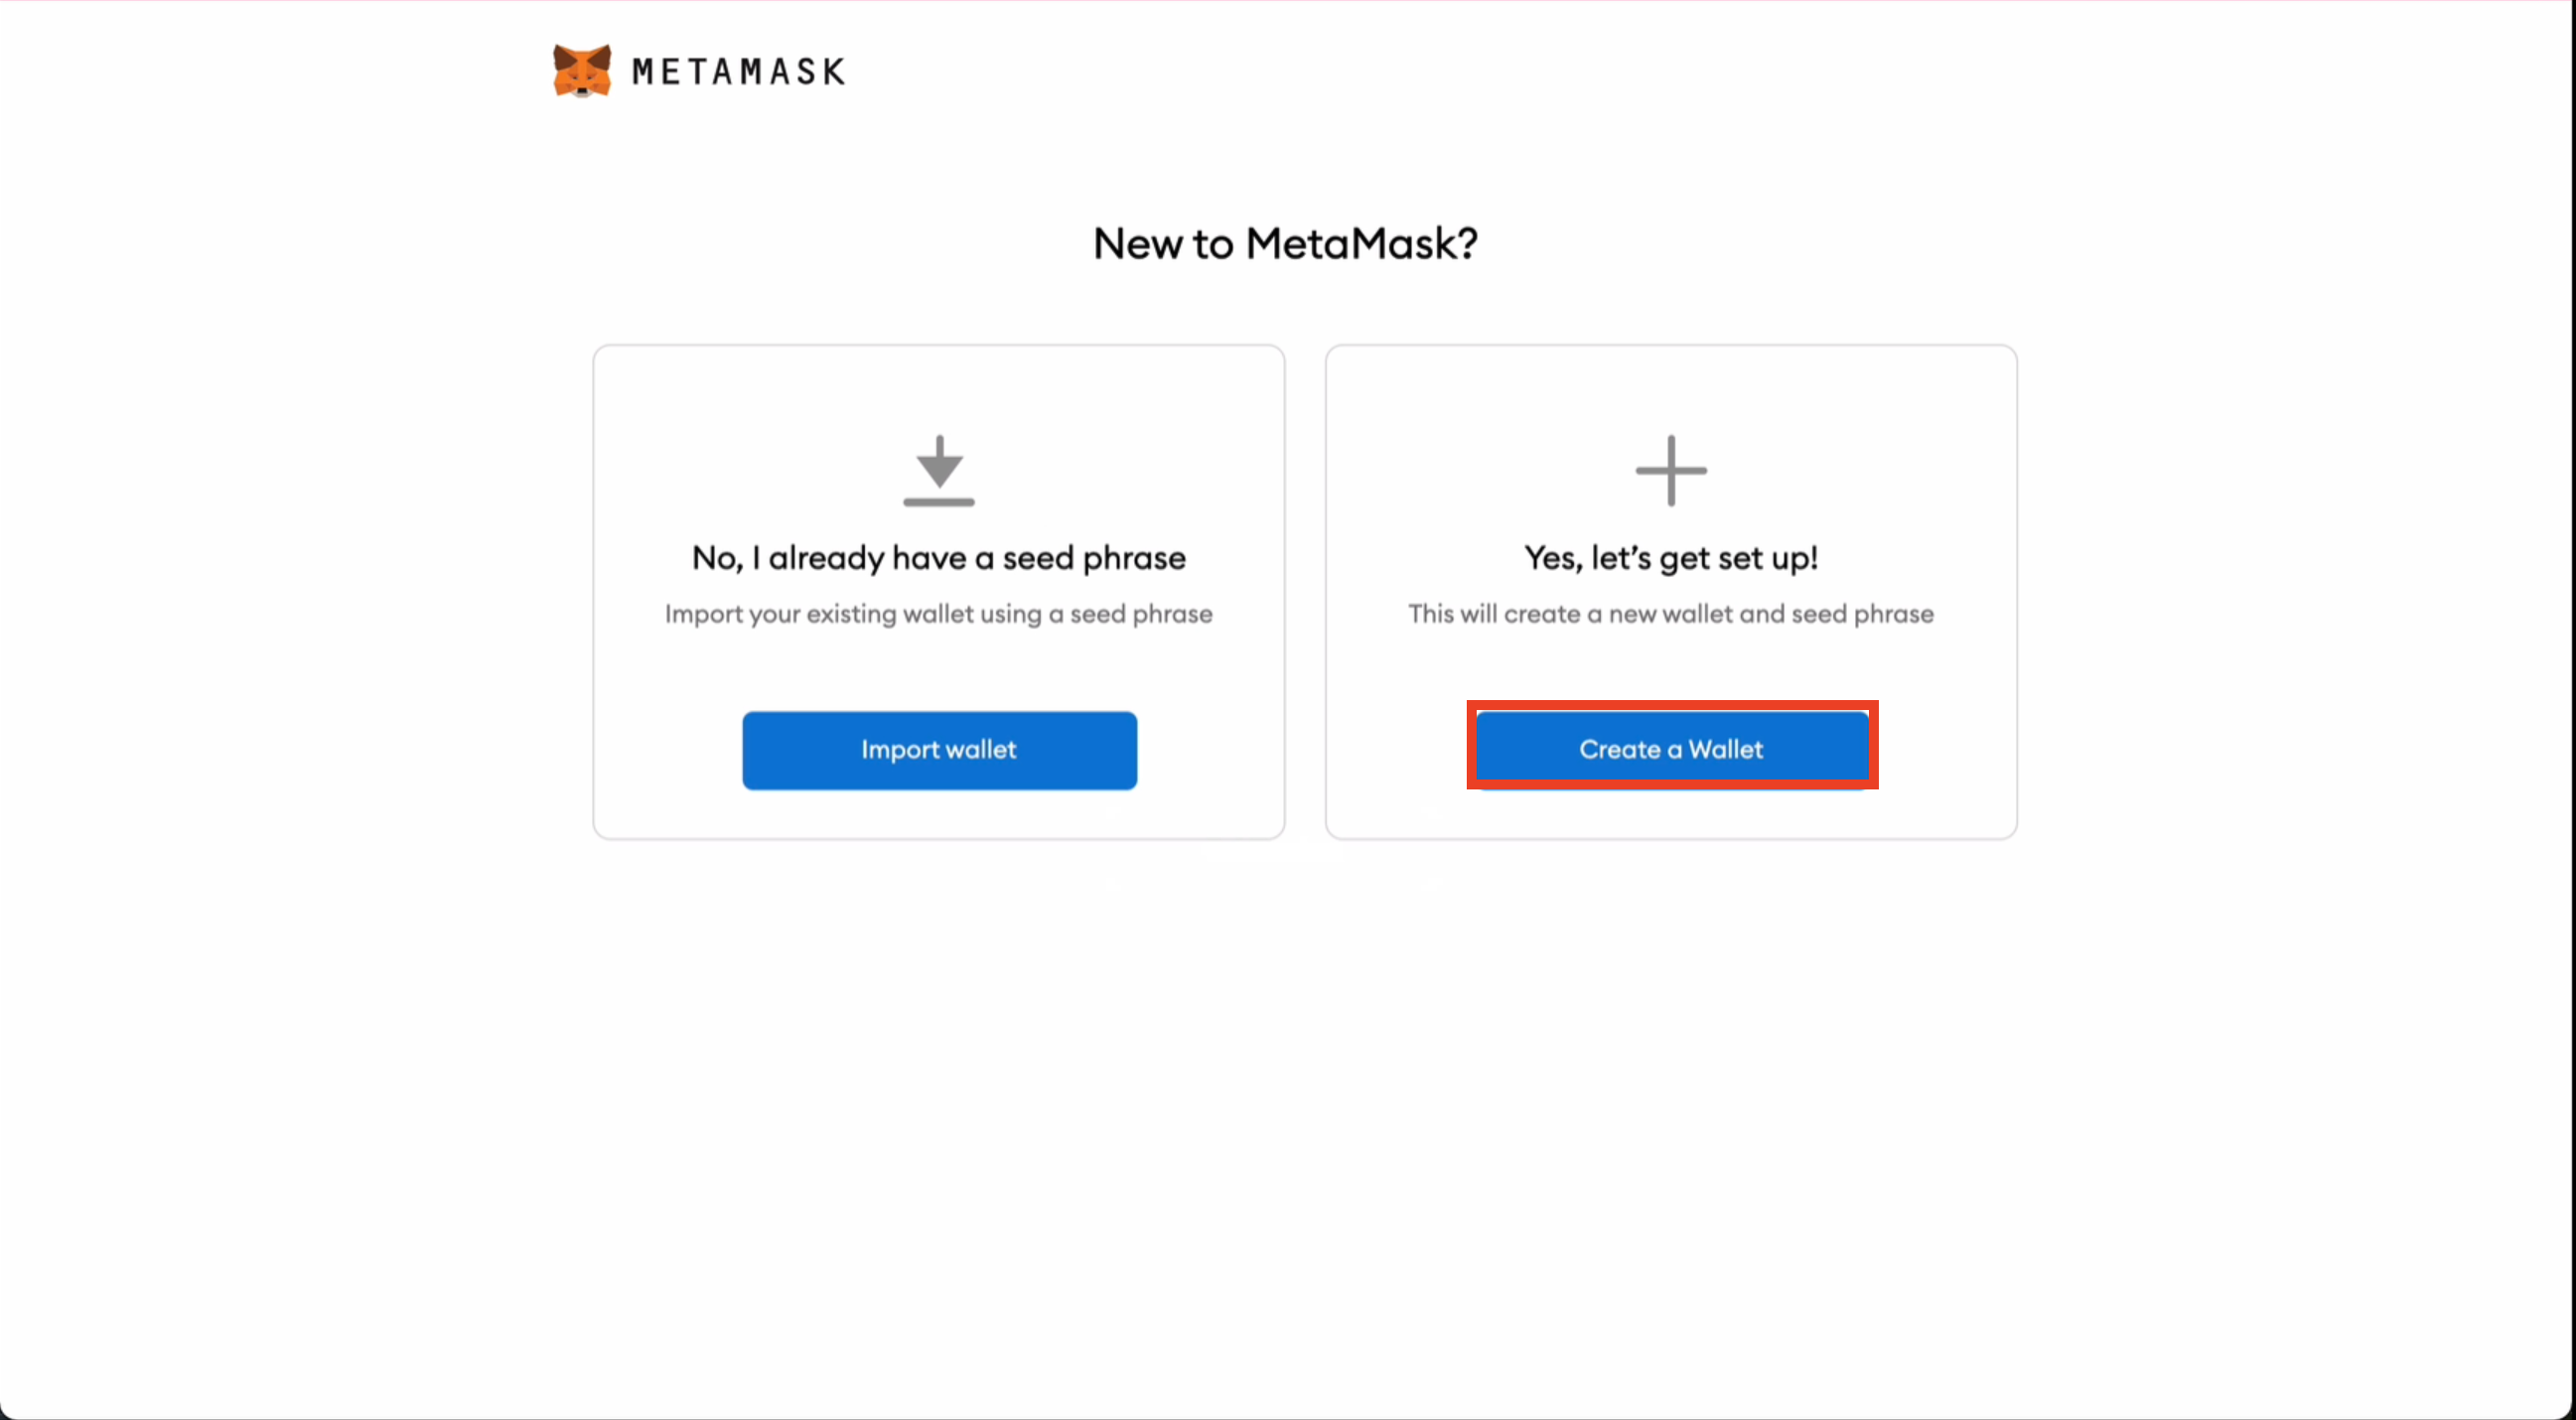 METAMASK
New to MetaMask?
No, I already have a seed phrase
Import your existing wallet using a seed phrase
Import wallet
Yes, let’s get set up!
This will create a new wallet and seed phrase
Create a Wallet